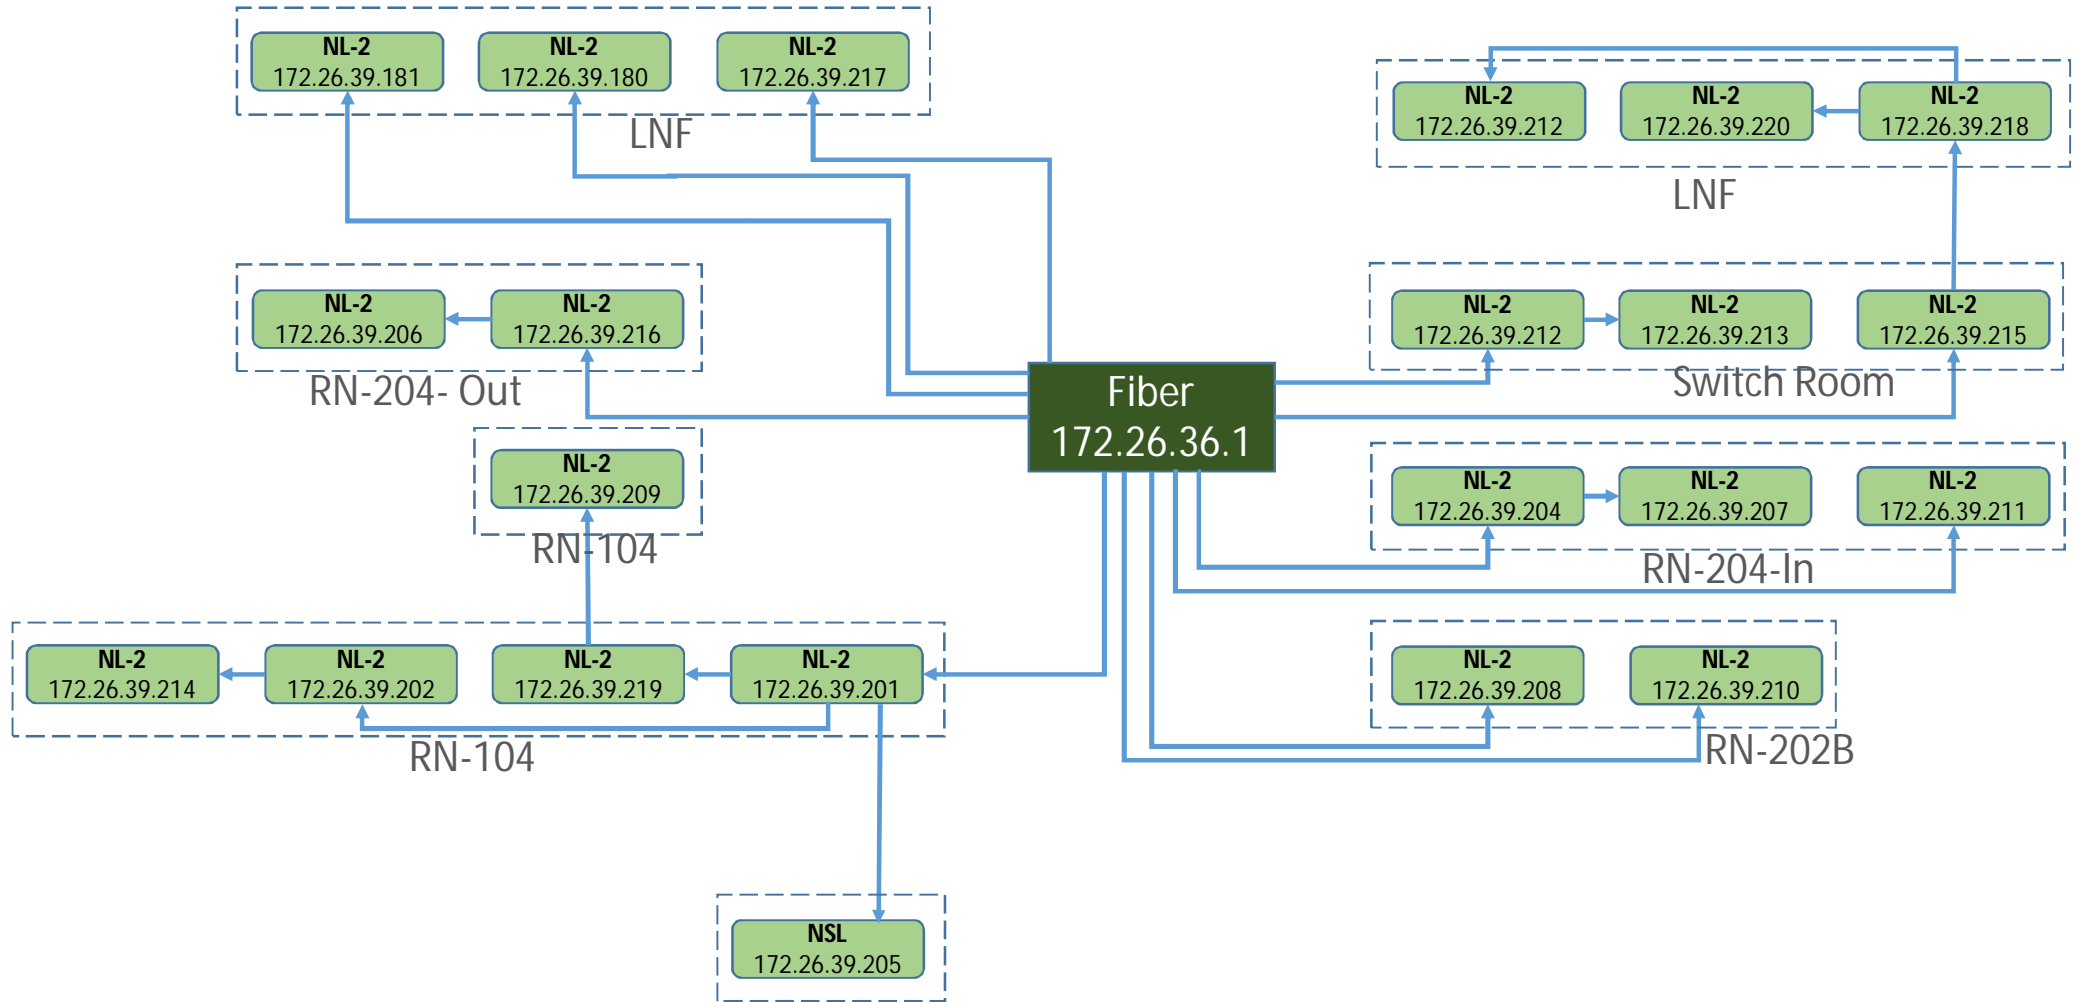 NL-2
172.26.39.181
NL-2
172.26.39.180
NL-2
172.26.39.217
LNF
NL-2
172.26.39.212
NL-2
172.26.39.220
NL-2
172.26.39.218
LNF
NL-2
172.26.39.206
NL-2
172.26.39.216
RN-204- Out
NL-2
172.26.39.212
NL-2
172.26.39.213
NL-2
172.26.39.215
Switch Room
Fiber
172.26.36.1
NL-2
172.26.39.209
RN-104
NL-2
172.26.39.204
NL-2
172.26.39.207
NL-2
172.26.39.211
RN-204-In
NL-2
172.26.39.214
NL-2
172.26.39.202
NL-2
172.26.39.219
NL-2
172.26.39.201
RN-104
NL-2
172.26.39.208
NL-2
172.26.39.210
RN-202B
NSL
172.26.39.205